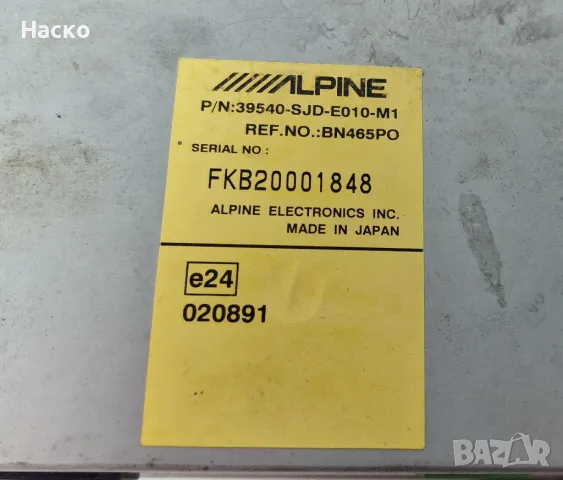 Наско
ALPINE
P/N:39540-SJD-E010-M1
REF.NO.:BN465PO
SERIAL NO :
FKB20001848
ALPINE ELECTRONICS INC.
MADE IN JAPAN
e24
020891
BAZAR